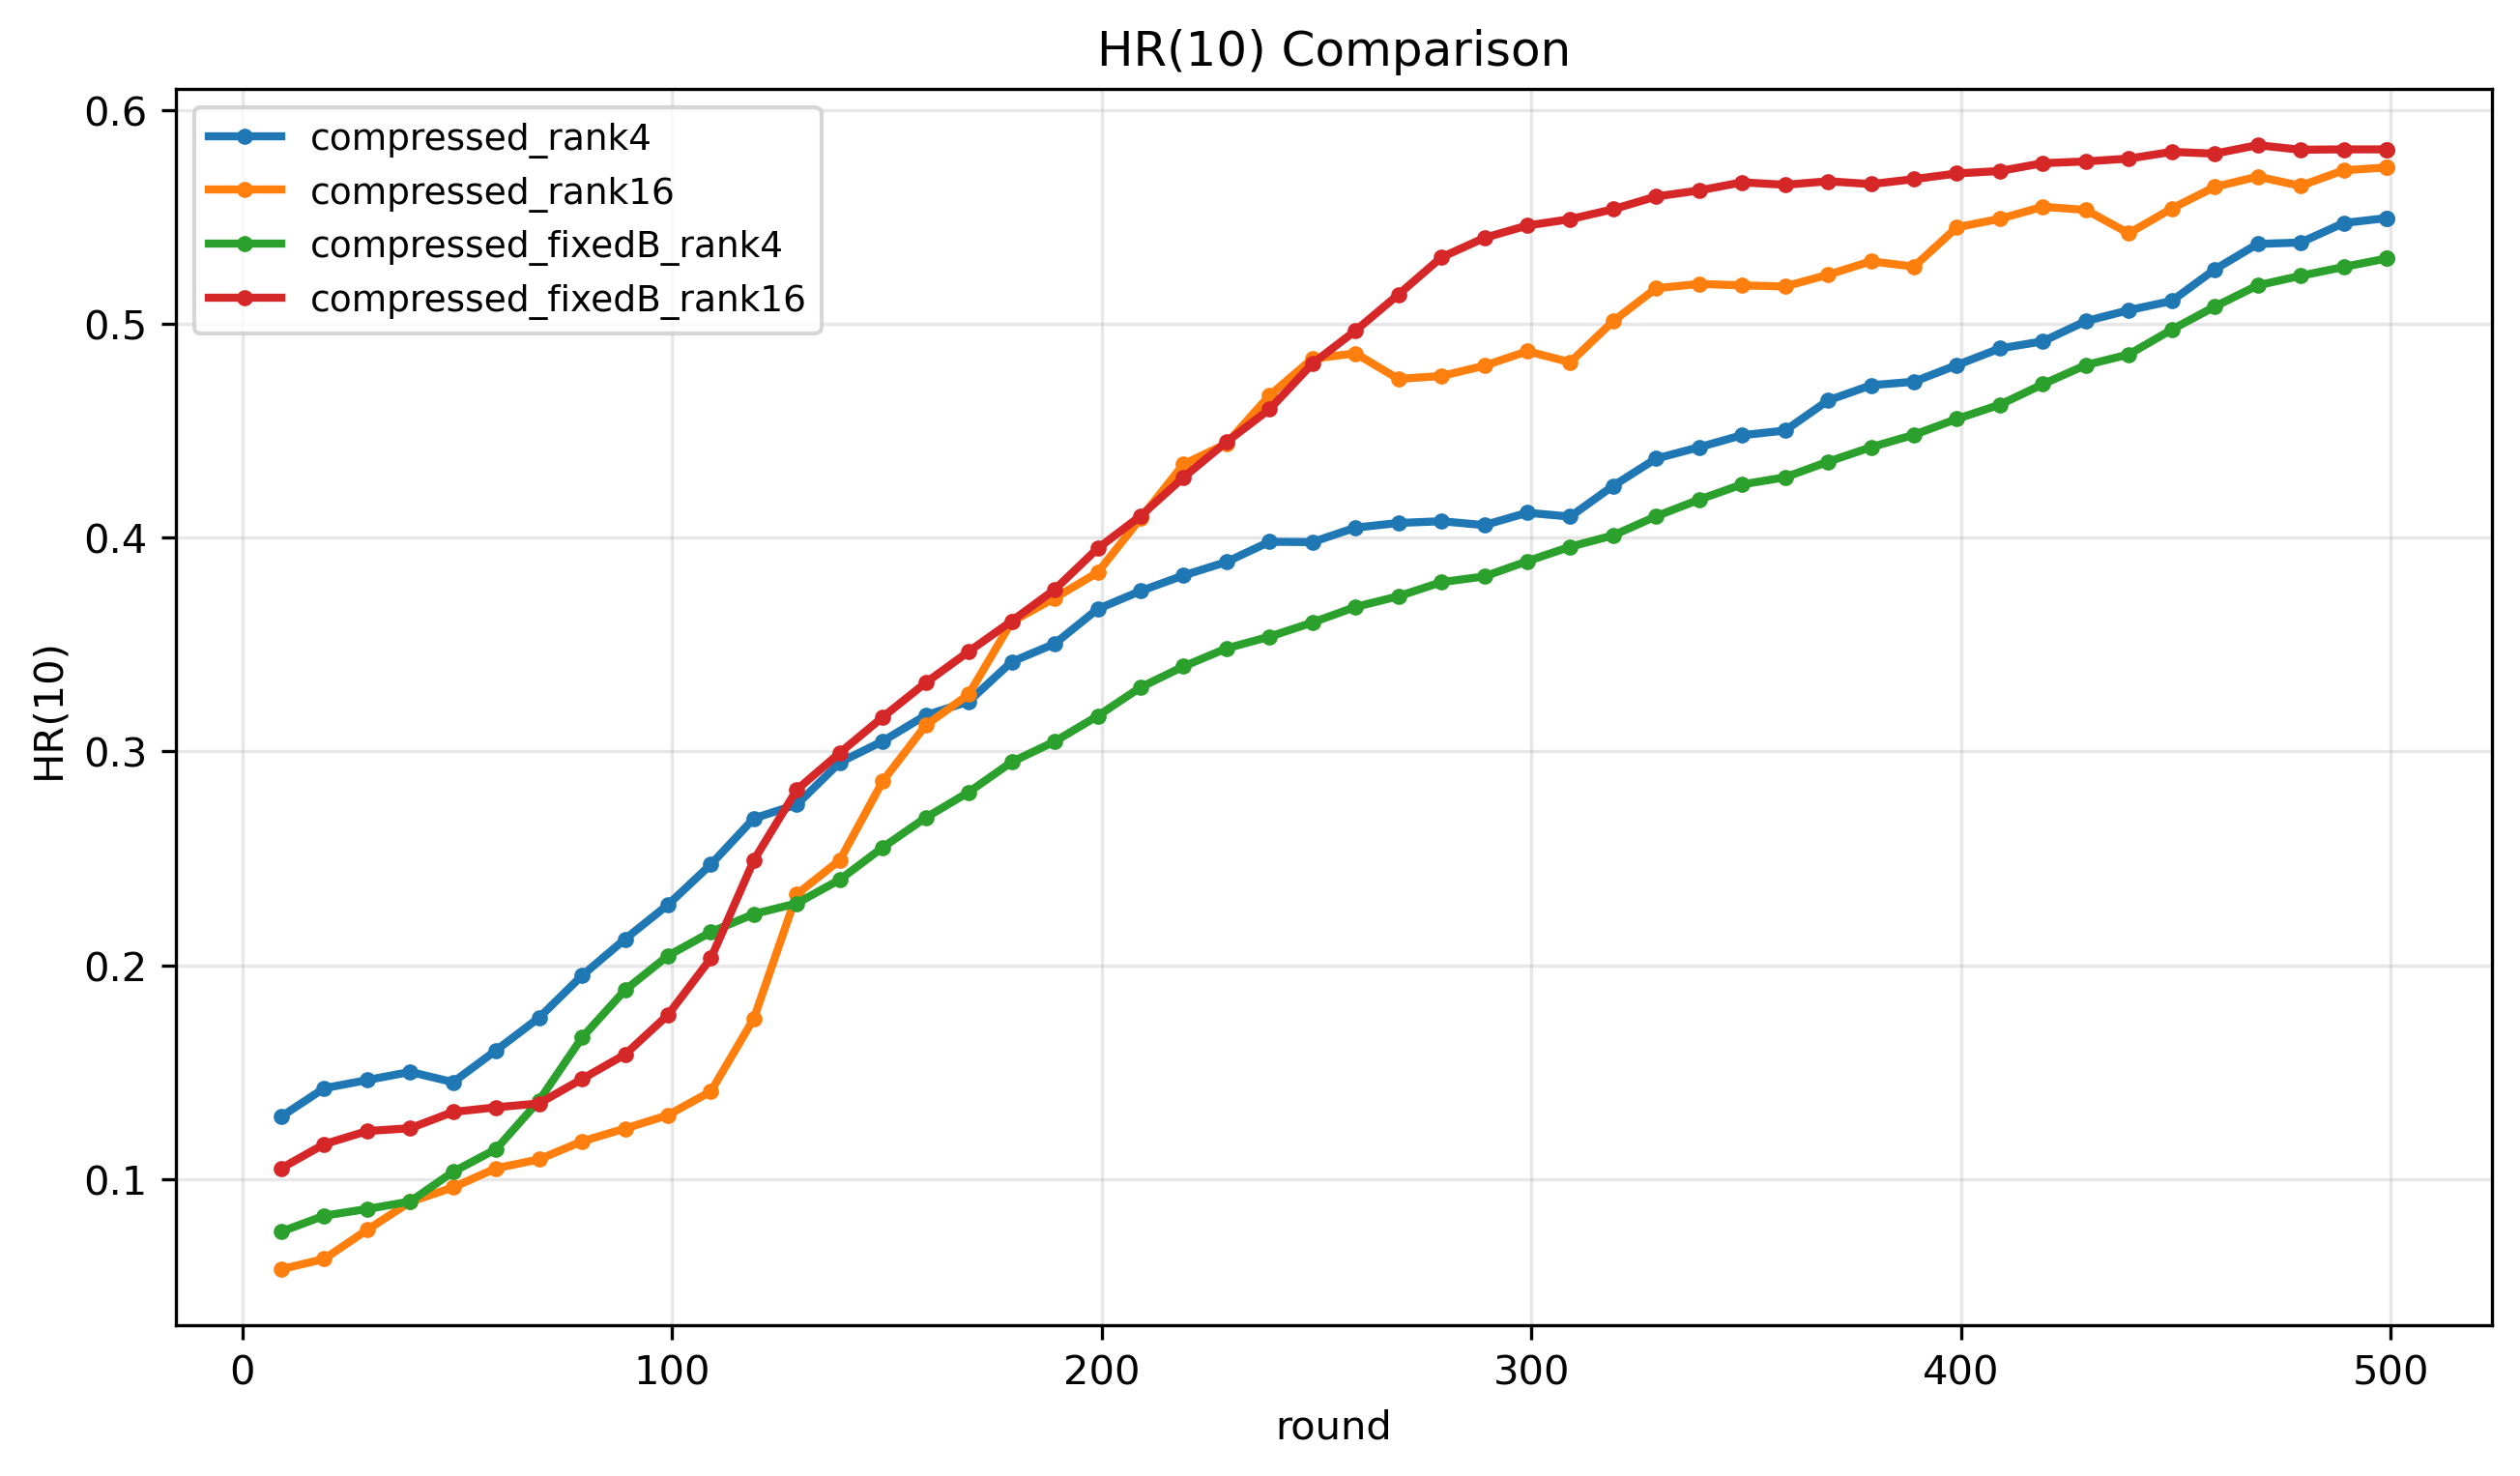 HR(10) Comparison
compressed_rank4
compressed_rank16
compressed_fixedB_rank4
compressed_fixedB_rank16
HR(10)
0.6
0.5
0.4
0.3
0.2
0.1
0 100 200 300 400 500
round